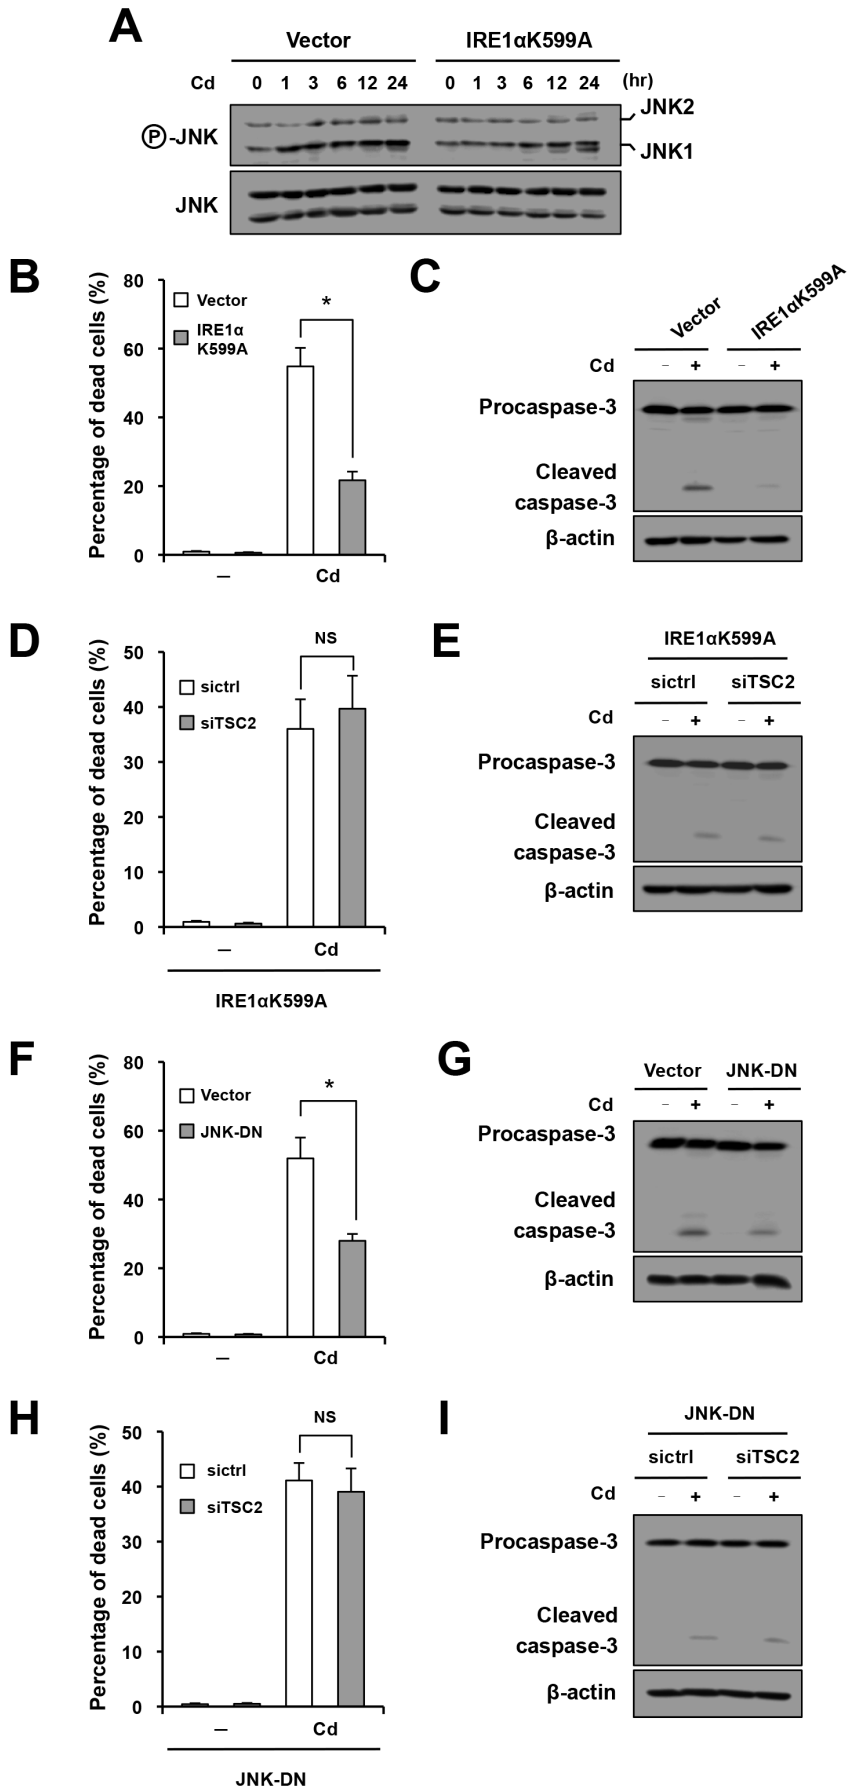 A
Vector IRE1αK599A
Cd 0 1 3 6 12 24 0 1 3 6 12 24 (hr)
JNK2
Ⓟ-JNK
JNK1
JNK
B
Percentage of dead cells (%)
80
60
40
20
0
Vector
IRE1α
K599A
*
— Cd
C
Vector IRE1αK599A
Cd − + − +
Procaspase-3
Cleaved
caspase-3
β-actin
D
Percentage of dead cells (%)
50
40
30
20
10
0
sictrl
siTSC2
NS
— Cd
IRE1αK599A
E
IRE1αK599A
sictrl siTSC2
Cd − + − +
Procaspase-3
Cleaved
caspase-3
β-actin
F
Percentage of dead cells (%)
80
60
40
20
0
Vector
JNK-DN
*
— Cd
G
Vector JNK-DN
Cd − + − +
Procaspase-3
Cleaved
caspase-3
β-actin
H
Percentage of dead cells (%)
50
40
30
20
10
0
sictrl
siTSC2
NS
— Cd
JNK-DN
I
JNK-DN
sictrl siTSC2
Cd − + − +
Procaspase-3
Cleaved
caspase-3
β-actin